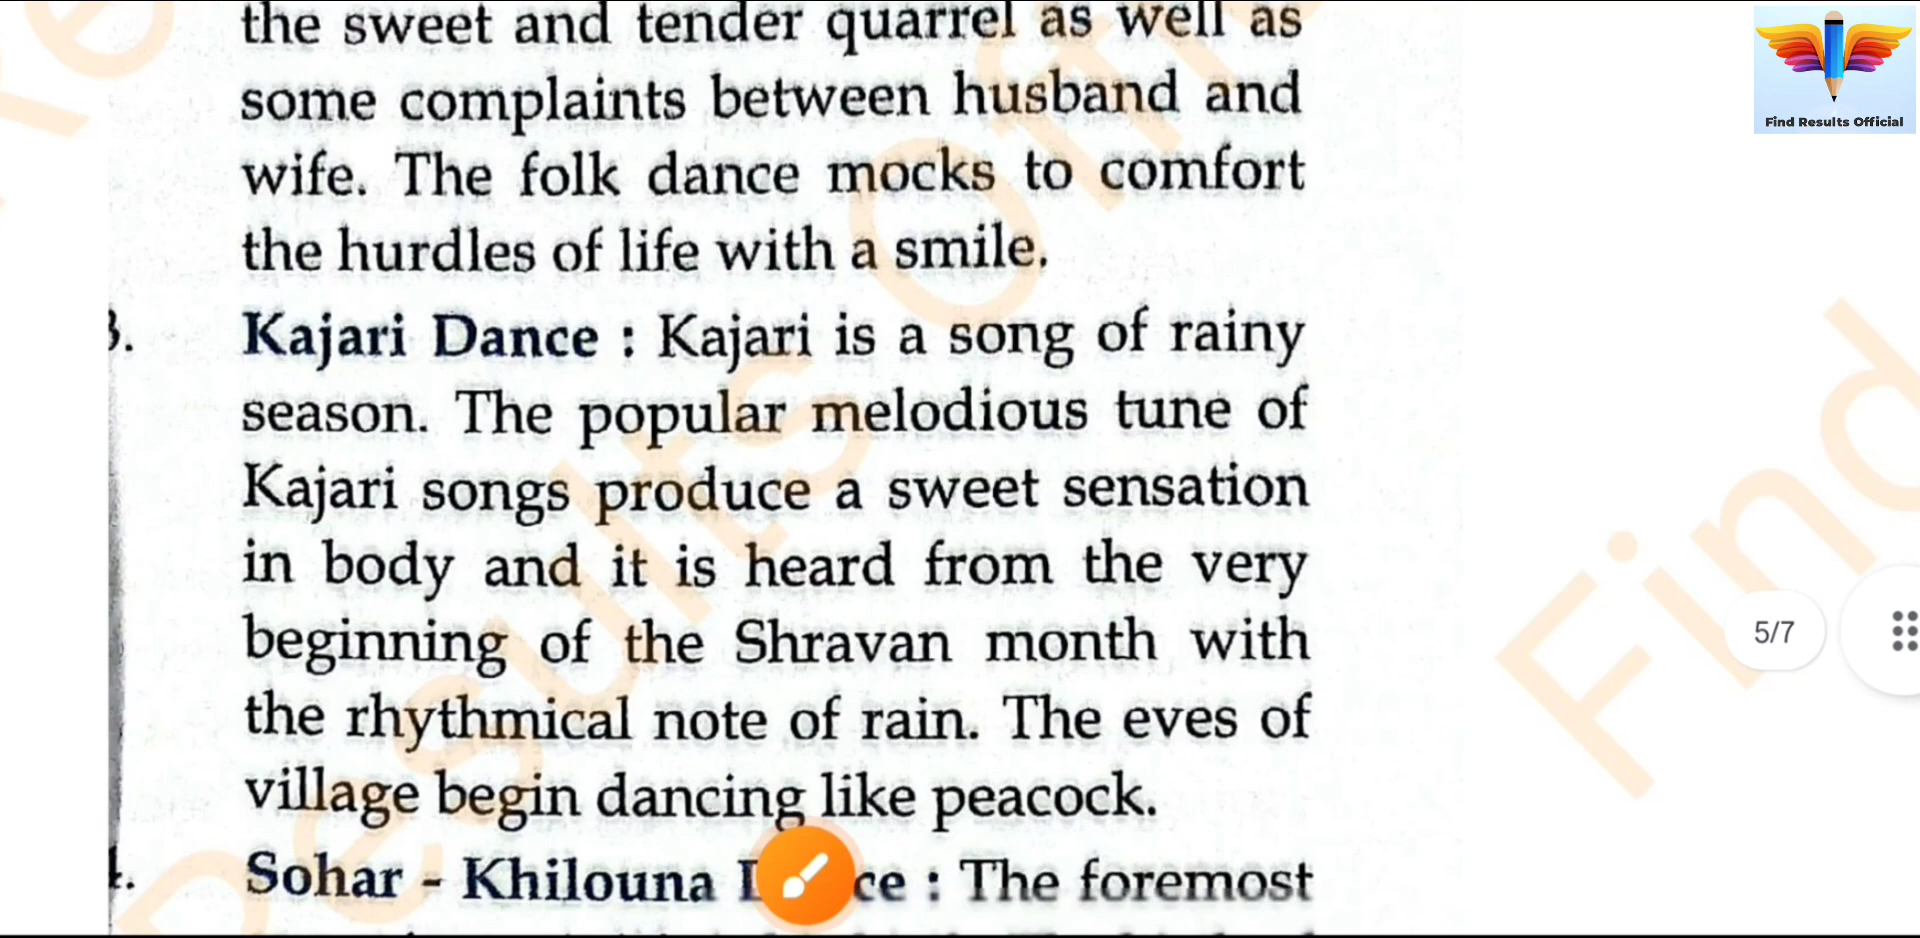 the sweet and tender quarrel as well as
some complaints between husband and
wife. The folk dance mocks to comfort
the hurdles of life with a smile.
3. Kajari Dance : Kajari is a song of rainy
season. The popular melodious tune of
Kajari songs produce a sweet sensation
in body and it is heard from the very
beginning of the Shravan month with
the rhythmical note of rain. The eves of
village begin dancing like peacock.
Sohar - Khilouna : The foremost
Find Results Official
5/7
Find
Results